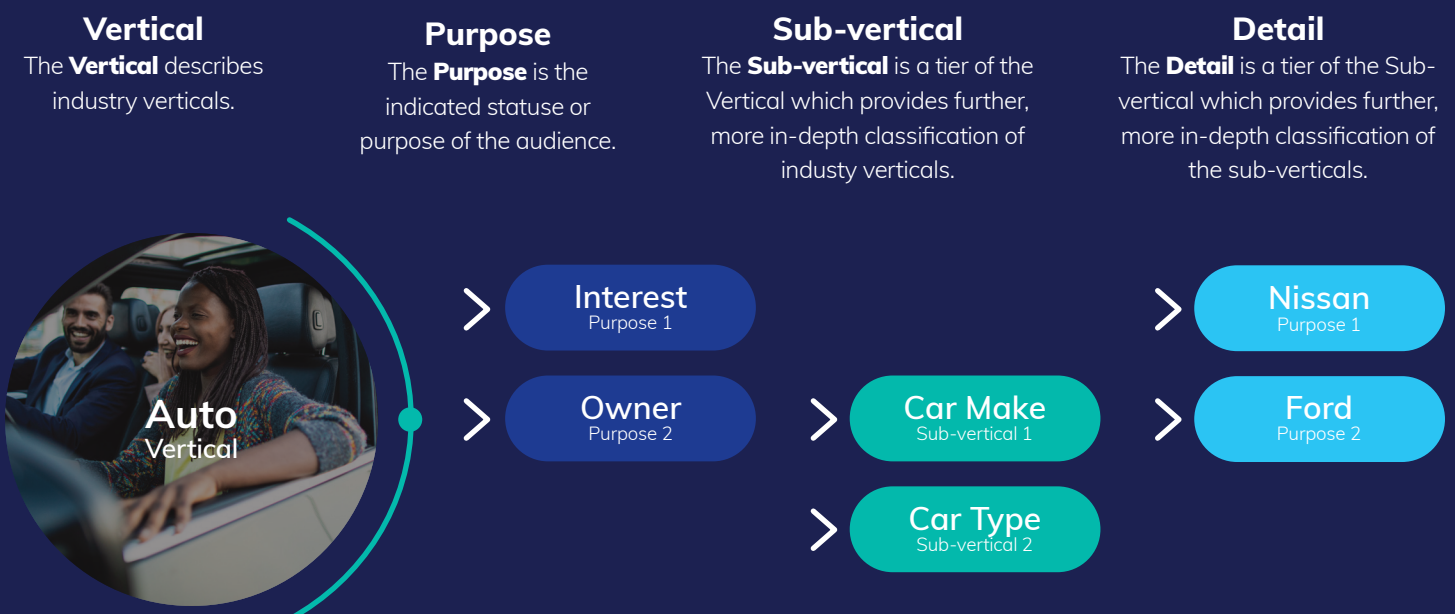 Vertical
The Vertical describes
industry verticals.
Purpose
The Purpose is the
indicated statuse or
purpose of the audience.
Sub-vertical
The Sub-vertical is a tier of the
Vertical which provides further,
more in-depth classification of
industy verticals.
Detail
The Detail is a tier of the Sub-
vertical which provides further,
more in-depth classification of
the sub-verticals.
Auto
Vertical
Interest
Purpose 1
Owner
Purpose 2
Car Make
Sub-vertical 1
Car Type
Sub-vertical 2
Nissan
Purpose 1
Ford
Purpose 2